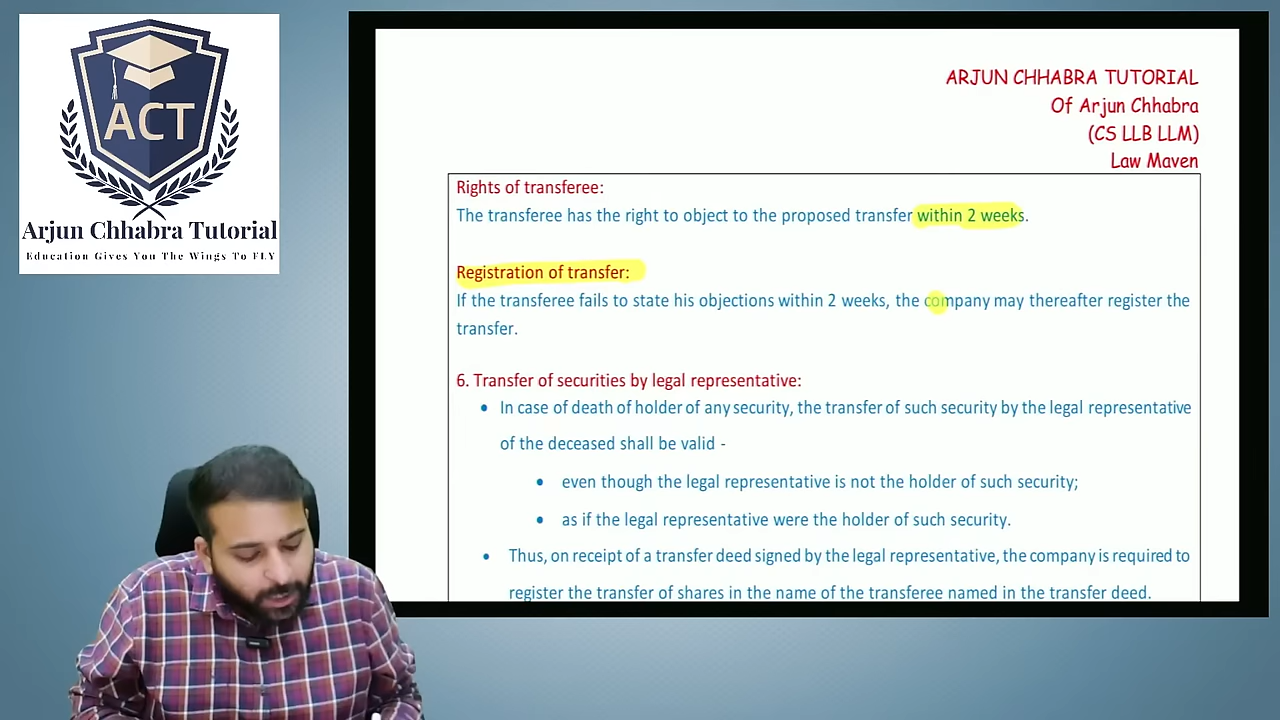 ACT
Arjun Chhabra Tutorial
Education Gives You The Wings To FLY
ARJUN CHHABRA TUTORIAL
Of Arjun Chhabra
(CS LLB LLM)
Law Maven
Rights of transferee:
The transferee has the right to object to the proposed transfer within 2 weeks.
Registration of transfer:
If the transferee fails to state his objections within 2 weeks, the company may thereafter register the
transfer.
6. Transfer of securities by legal representative:
• In case of death of holder of any security, the transfer of such security by the legal representative
of the deceased shall be valid -
• even though the legal representative is not the holder of such security;
• as if the legal representative were the holder of such security.
• Thus, on receipt of a transfer deed signed by the legal representative, the company is required to
register the transfer of shares in the name of the transferee named in the transfer deed.